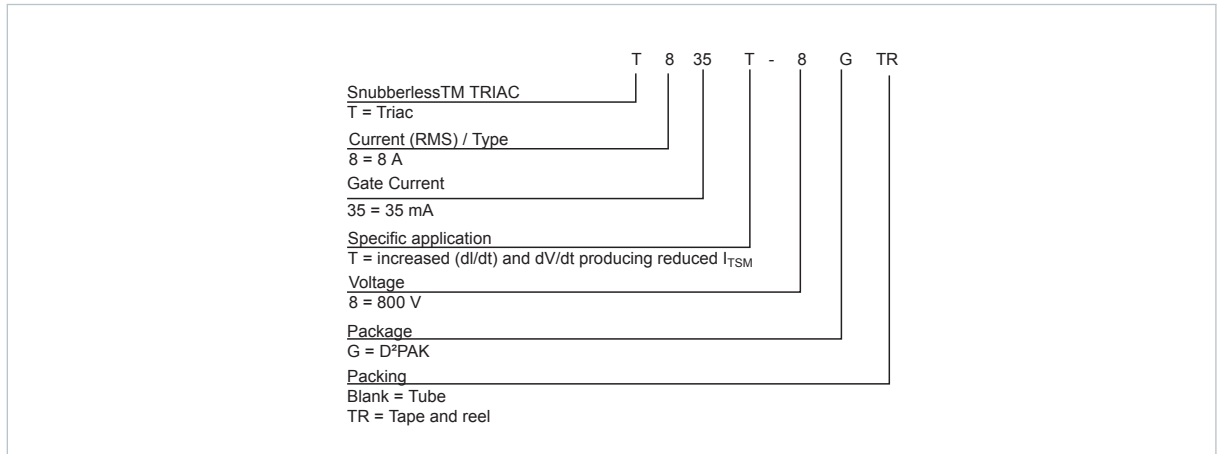 T 8 35 T - 8 G TR
SnubberlessTM TRIAC
T = Triac
Current (RMS) / Type
8 = 8 A
Gate Current
35 = 35 mA
Specific application
T = increased (dI/dt) and dV/dt producing reduced ITSM
Voltage
8 = 800 V
Package
G = D²PAK
Packing
Blank = Tube
TR = Tape and reel